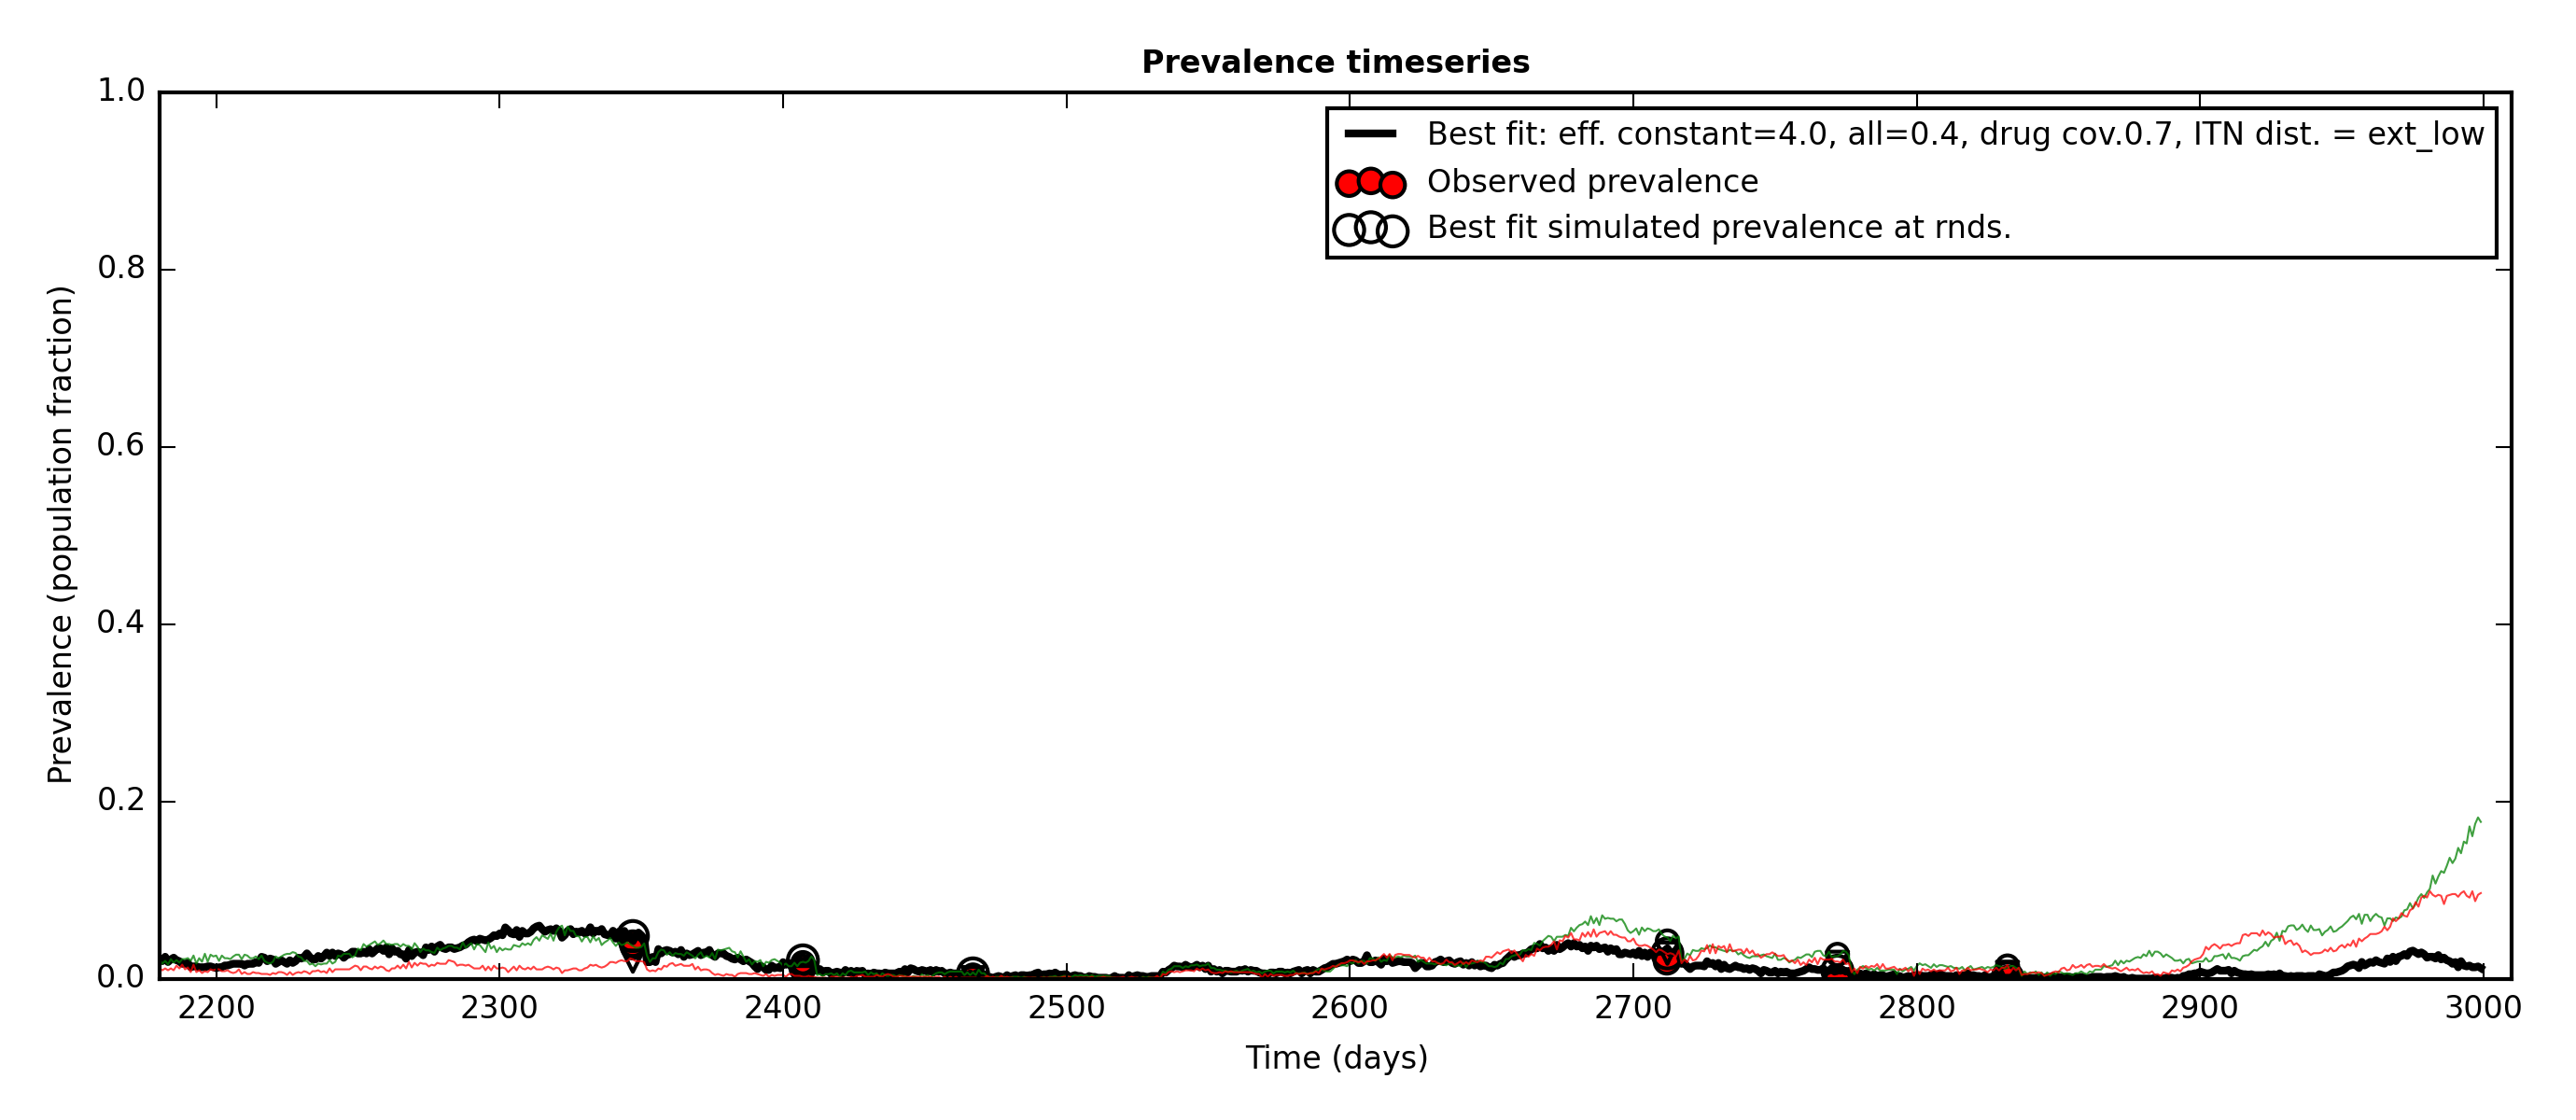 Prevalence timeseries
1.0
0.8
0.6
0.4
0.2
0.0
Prevalence (population fraction)
Best fit: eff. constant=4.0, all=0.4, drug cov.0.7, ITN dist. = ext_low
Observed prevalence
Best fit simulated prevalence at rnds.
2200 2300 2400 2500 2600 2700 2800 2900 3000
Time (days)